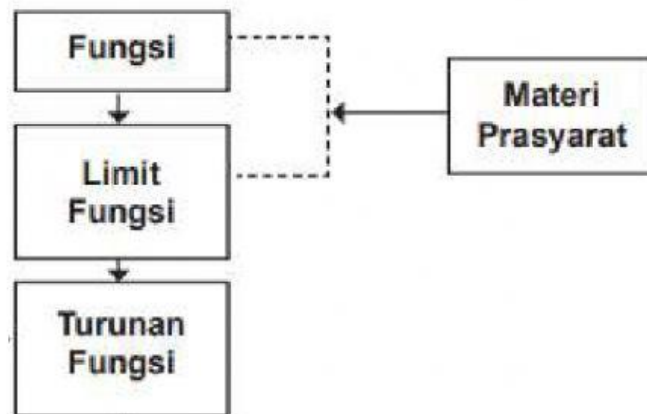 Fungsi
Materi
Prasyarat
Limit
Fungsi
Turunan
Fungsi